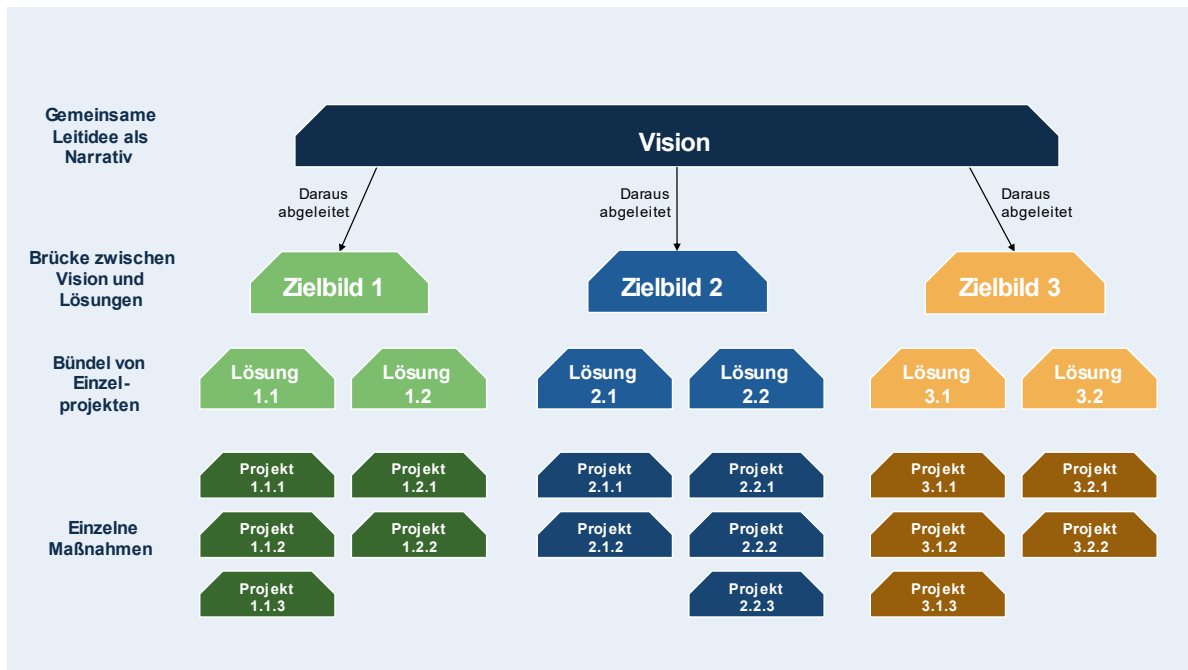 Gemeinsame
Leitidee als
Narrativ
Vision
Daraus
abgeleitet
Daraus
abgeleitet
Daraus
abgeleitet
Brücke zwischen
Vision und
Lösungen
Zielbild 1
Zielbild 2
Zielbild 3
Bündel von
Einzel-
projekten
Lösung
1.1
Lösung
1.2
Lösung
2.1
Lösung
2.2
Lösung
3.1
Lösung
3.2
Einzelne
Maßnahmen
Projekt
1.1.1
Projekt
1.2.1
Projekt
2.1.1
Projekt
2.2.1
Projekt
3.1.1
Projekt
3.2.1
Projekt
1.1.2
Projekt
1.2.2
Projekt
2.1.2
Projekt
2.2.2
Projekt
3.1.2
Projekt
3.2.2
Projekt
1.1.3
Projekt
2.2.3
Projekt
3.1.3